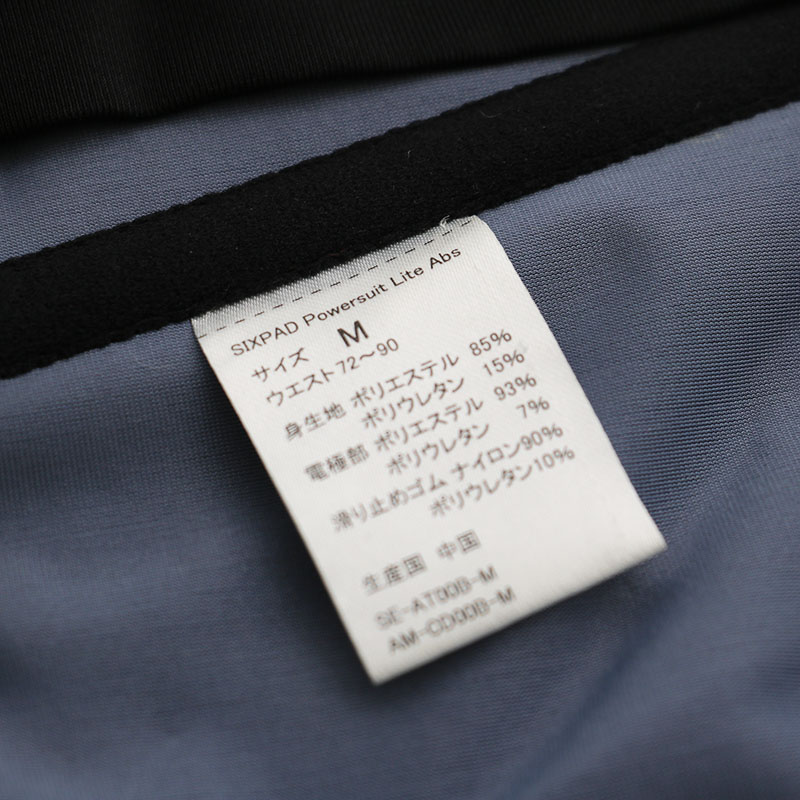 SIXPAD Powersuit Lite Abs
サイズ M
ウエスト72〜90
身生地 ポリエステル 85%
ポリウレタン 15%
電極部 ポリエステル 93%
ポリウレタン 7%
滑り止めゴム ナイロン90%
ポリウレタン10%
生産国 中国
SE-AT00B-M
AM-CD00B-M